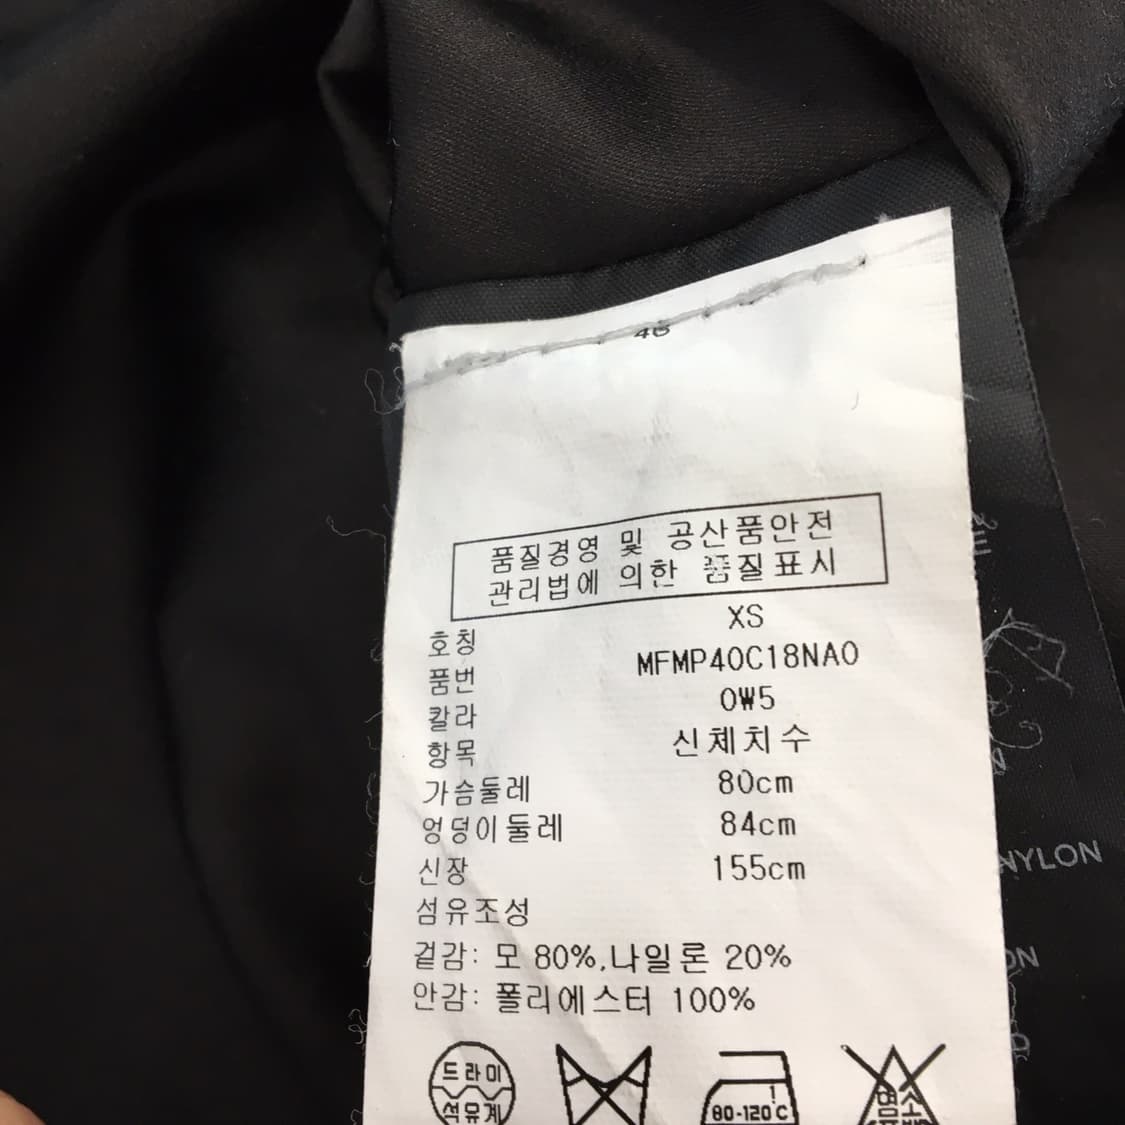 품질경영 및 공산품안전
관리법에 의한 품질표시
호칭 XS
품번 MFMP40C18NA0
칼라 0W5
항목 신체치수
가슴둘레 80cm
엉덩이둘레 84cm
신장 155cm
섬유조성
겉감: 모 80%,나일론 20%
안감: 폴리에스터 100%
드라이
석유계
80-120℃
NYLON
ON